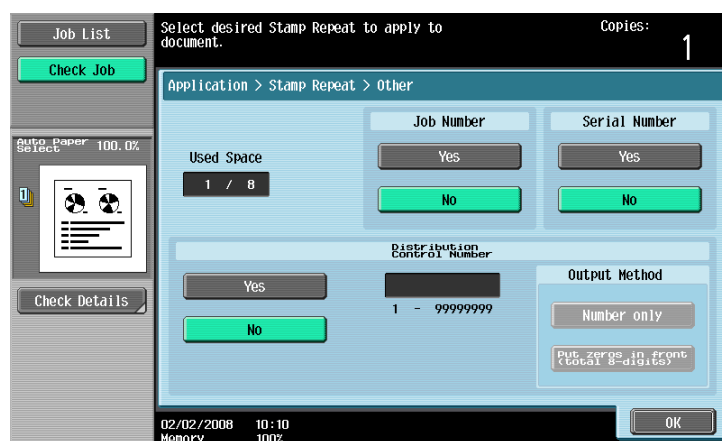 Job List
Check Job
Select desired Stamp Repeat to apply to
document.
Copies:
1
Application > Stamp Repeat > Other
Auto Paper
Select
100.0%
1
Check Details
Used Space
1 / 8
Job Number
Yes
No
Serial Number
Yes
No
Distribution
Control Number
Yes
No
1 - 99999999
Output Method
Number only
Put zeros in front
(total 8-digits)
02/02/2008 10:10
Memory 100%
OK